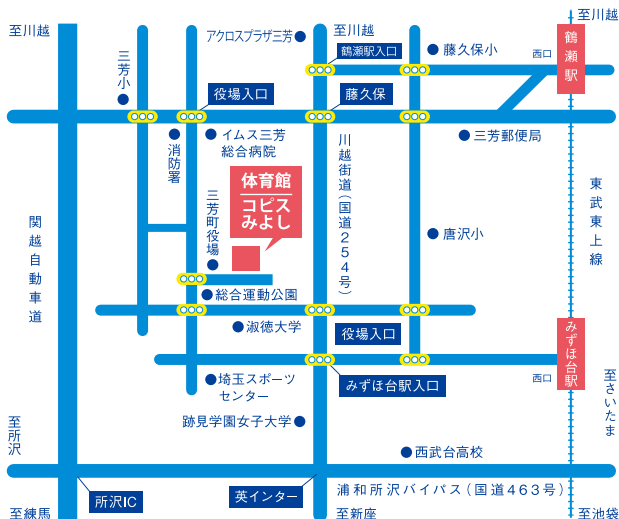 至川越
アクロスプラザ三芳
至川越
至川越
鶴瀬駅入口
藤久保小
西口
鶴瀬駅
三芳小
役場入口
藤久保
消防署
イムス三芳
総合病院
三芳郵便局
川越街道(国道254号)
体育館
コピス
みよし
三芳町役場
東武東上線
関越自動車道
唐沢小
総合運動公園
淑徳大学
役場入口
みずほ台駅
西口
埼玉スポーツ
センター
みずほ台駅入口
至さいたま
跡見学園女子大学
至所沢
西武台高校
所沢IC
英インター
浦和所沢バイパス(国道463号)
至練馬
至新座
至池袋